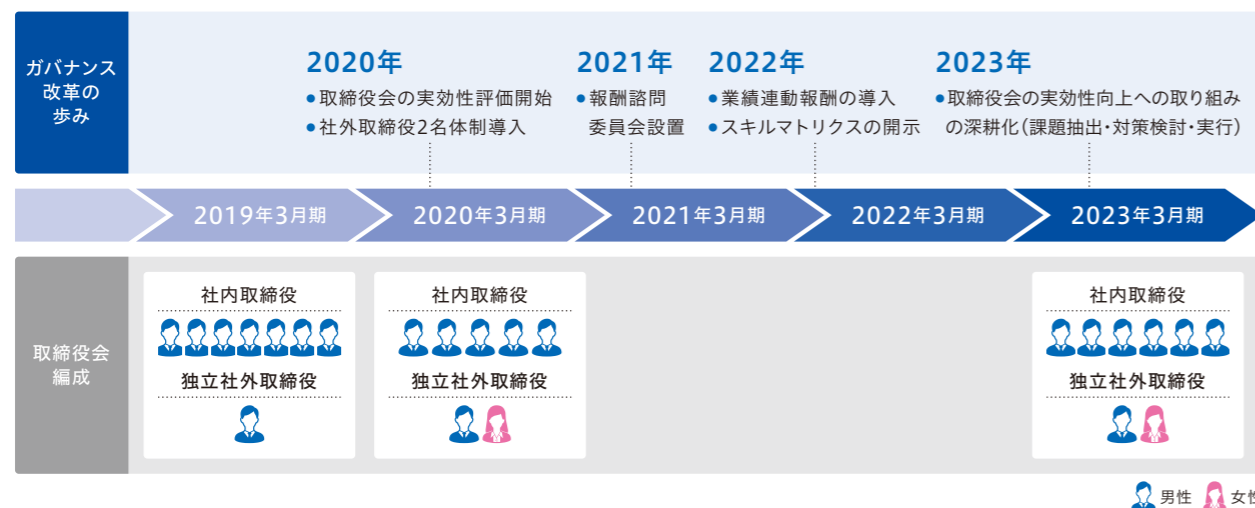 ガバナンス
改革の
歩み
2020年
●取締役会の実効性評価開始
●社外取締役2名体制導入
2021年
●報酬諮問
委員会設置
2022年
●業績連動報酬の導入
●スキルマトリクスの開示
2023年
●取締役会の実効性向上への取り組み
の深耕化(課題抽出・対策検討・実行)
2019年3月期
2020年3月期
2021年3月期
2022年3月期
2023年3月期
取締役会
編成
社内取締役
独立社外取締役
社内取締役
独立社外取締役
社内取締役
独立社外取締役
男性
女性